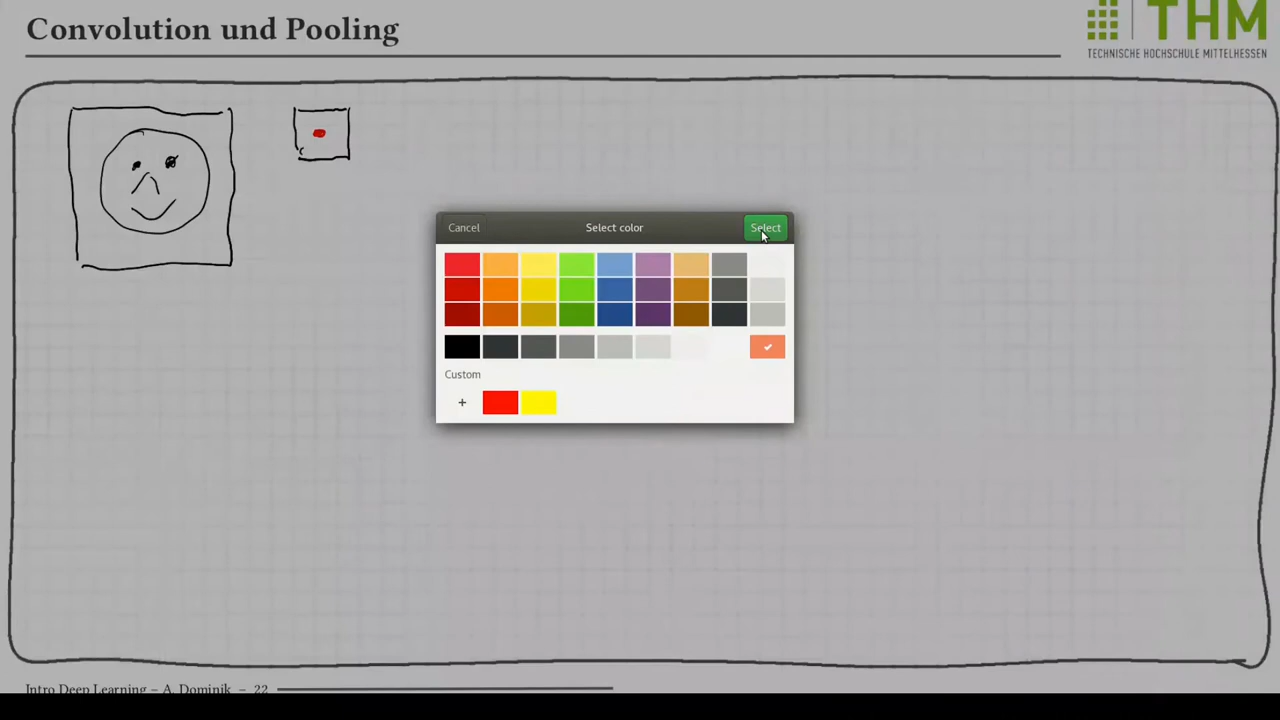 Convolution und Pooling
THM
TECHNISCHE HOCHSCHULE MITTELHESSEN
Cancel
Select color
Select
Custom
+
Intro Deep Learning – A. Dominik – 22